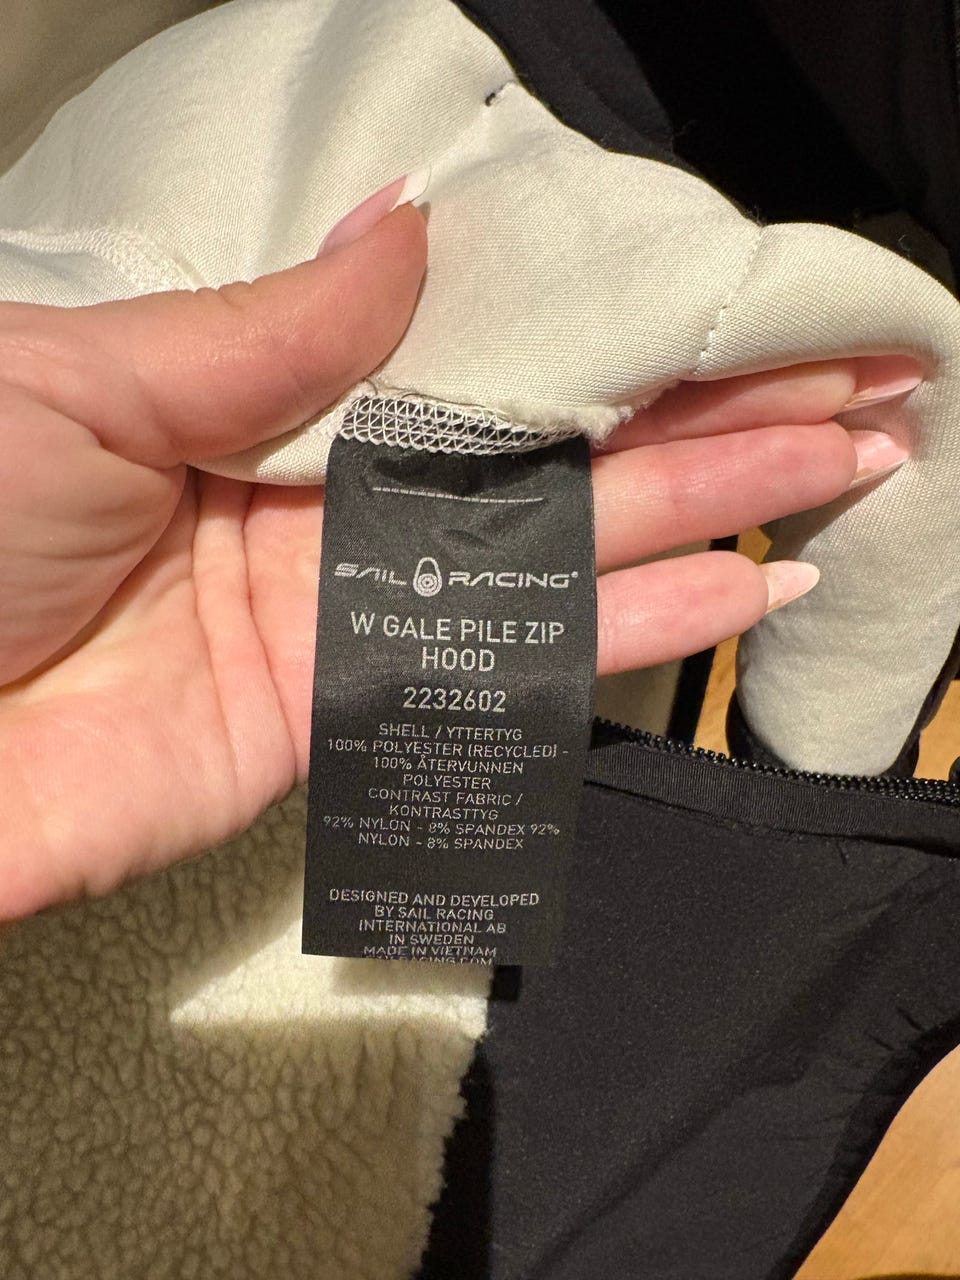 SAIL RACING®
W GALE PILE ZIP
HOOD
2232602
SHELL / YTTERTYG
100% POLYESTER (RECYCLED) -
100% ÅTERVUNNEN
POLYESTER
CONTRAST FABRIC /
KONTRASTTYG
92% NYLON - 8% SPANDEX 92%
NYLON - 8% SPANDEX
DESIGNED AND DEVELOPED
BY SAIL RACING
INTERNATIONAL AB
IN SWEDEN
MADE IN VIETNAM